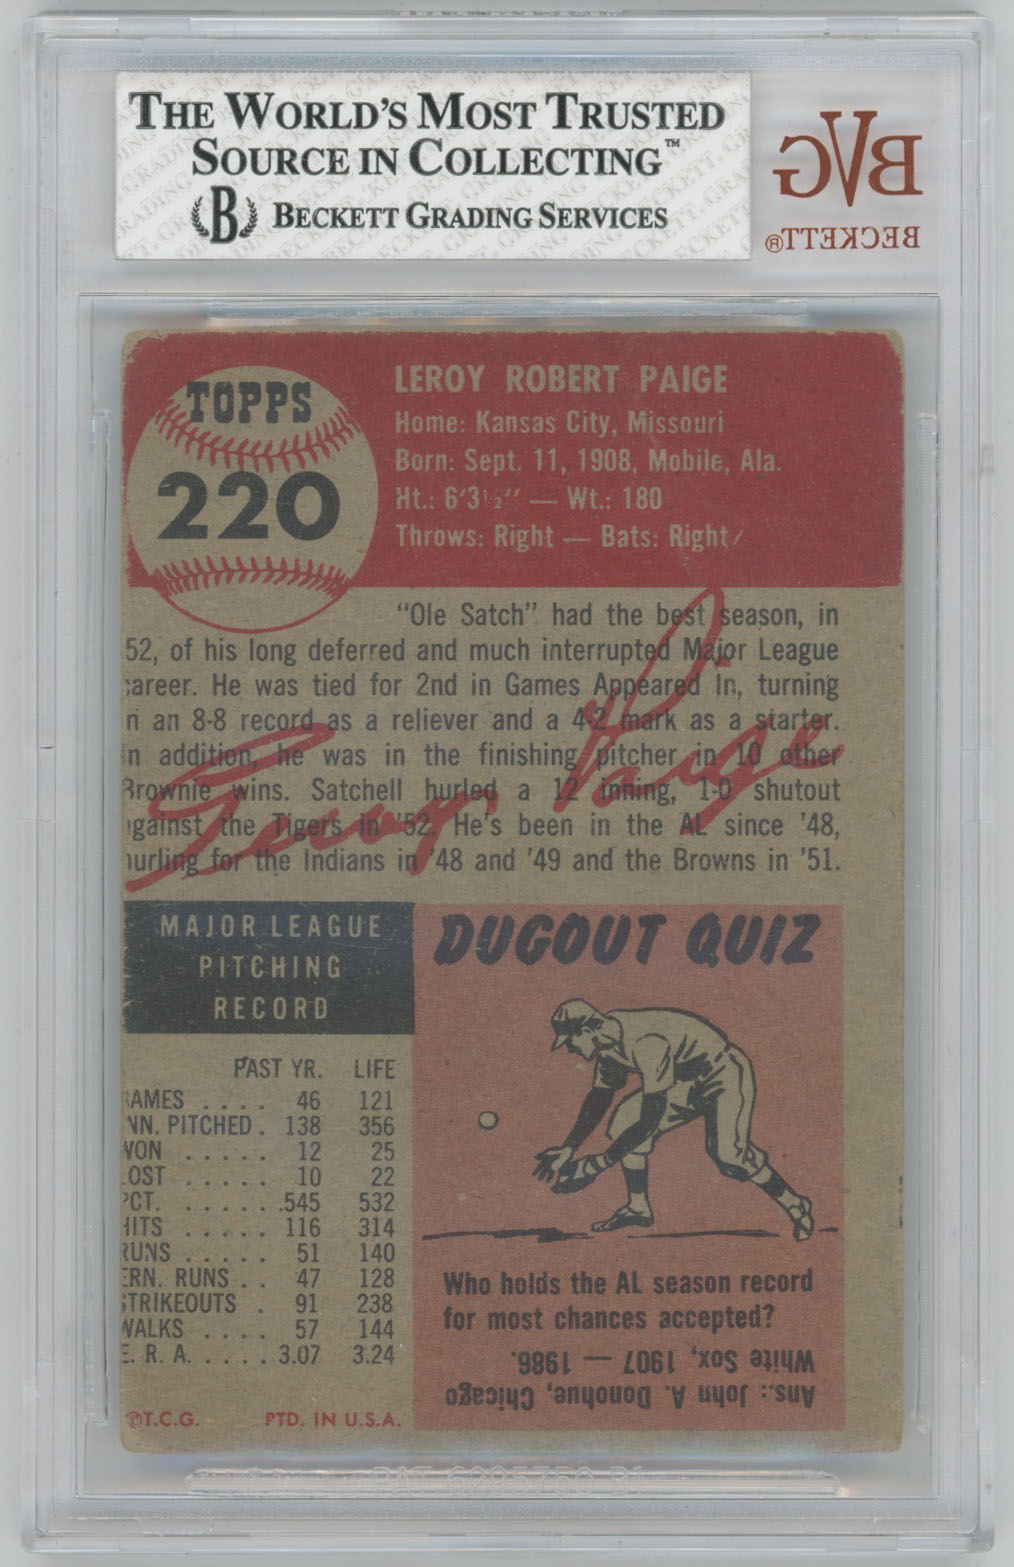 THE WORLD'S MOST TRUSTED
SOURCE IN COLLECTING™
B BECKETT GRADING SERVICES
BVG
BECKETT®
TOPPS
220
LEROY ROBERT PAIGE
Home: Kansas City, Missouri
Born: Sept. 11, 1908, Mobile, Ala.
Ht.: 6'3½" — Wt.: 180
Throws: Right — Bats: Right
"Ole Satch" had the best season, in
52, of his long deferred and much interrupted Major League
areer. He was tied for 2nd in Games Appeared In, turning
n an 8-8 record as a reliever and a 4-2 mark as a starter.
In addition, he was in the finishing pitcher in 10 other
Brownie wins. Satchell hurled a 12 inning, 1-0 shutout
gainst the Tigers in '52. He's been in the AL since '48,
hurling for the Indians in '48 and '49 and the Browns in '51.
Paige
MAJOR LEAGUE
PITCHING
RECORD
PAST YR. LIFE
AMES .... 46 121
NN. PITCHED . 138 356
WON ..... 12 25
LOST ..... 10 22
PCT. ...... .545 532
HITS ..... 116 314
RUNS ..... 51 140
ERN. RUNS .. 47 128
STRIKEOUTS . 91 238
WALKS .... 57 144
E. R. A. ..... 3.07 3.24
©T.C.G. PTD. IN U.S.A.
DUGOUT QUIZ
Who holds the AL season record
for most chances accepted?
Ans.: John A. Donohue, Chicago
White Sox, 1907 — 1986.
PAT 6295750 B1